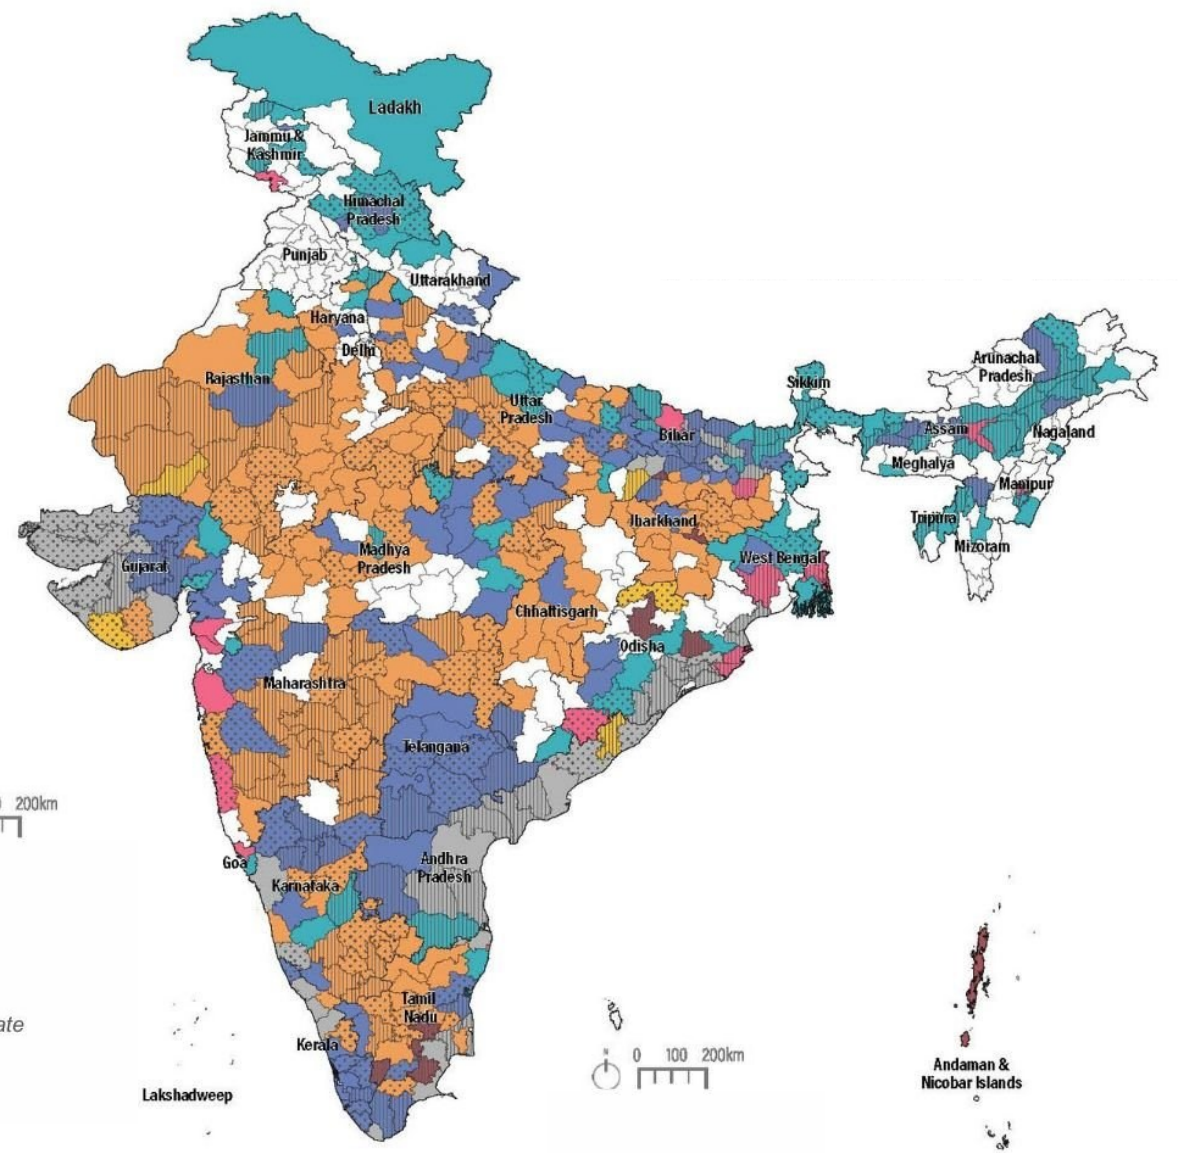 Ladakh
Jammu &
Kashmir
Himachal
Pradesh
Punjab
Uttarakhand
Haryana
Delhi
Rajasthan
Uttar
Pradesh
Sikkim
Arunachal
Pradesh
Assam
Nagaland
Bihar
Meghalya
Manipur
Tripura
Mizoram
Jharkhand
West Bengal
Gujarat
Madhya
Pradesh
Chhattisgarh
Odisha
Maharashtra
Telangana
200km
Goa
Karnataka
Andhra
Pradesh
Tamil
Nadu
Kerala
Lakshadweep
ate
N
0 100 200km
Andaman &
Nicobar Islands